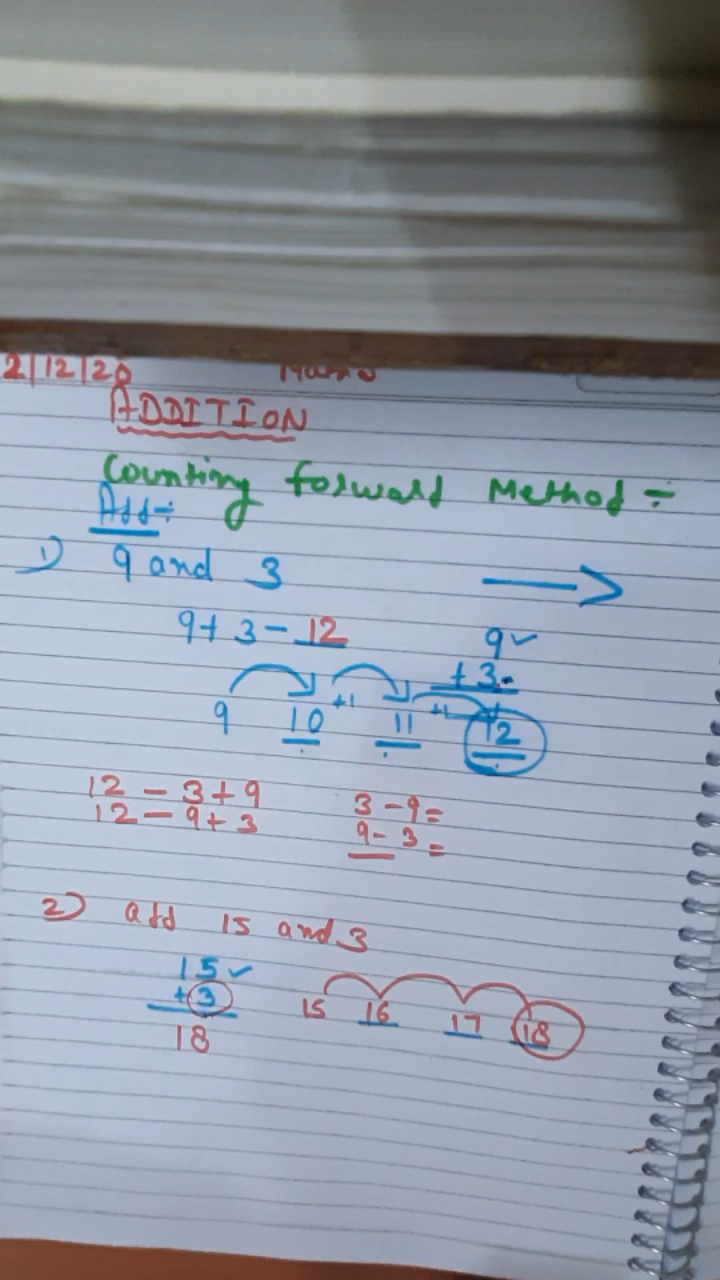 2/12/20 Maths
ADDITION
Counting forward Method ÷
Add÷
1) 9 and 3
9+ 3 - 12
9
+3
+1 +1
9 10 11 12
12 - 3+9 3 -9=
12 - 9+3 9- 3 =
2) add 15 and 3
15
+3
15 16 17 18
18